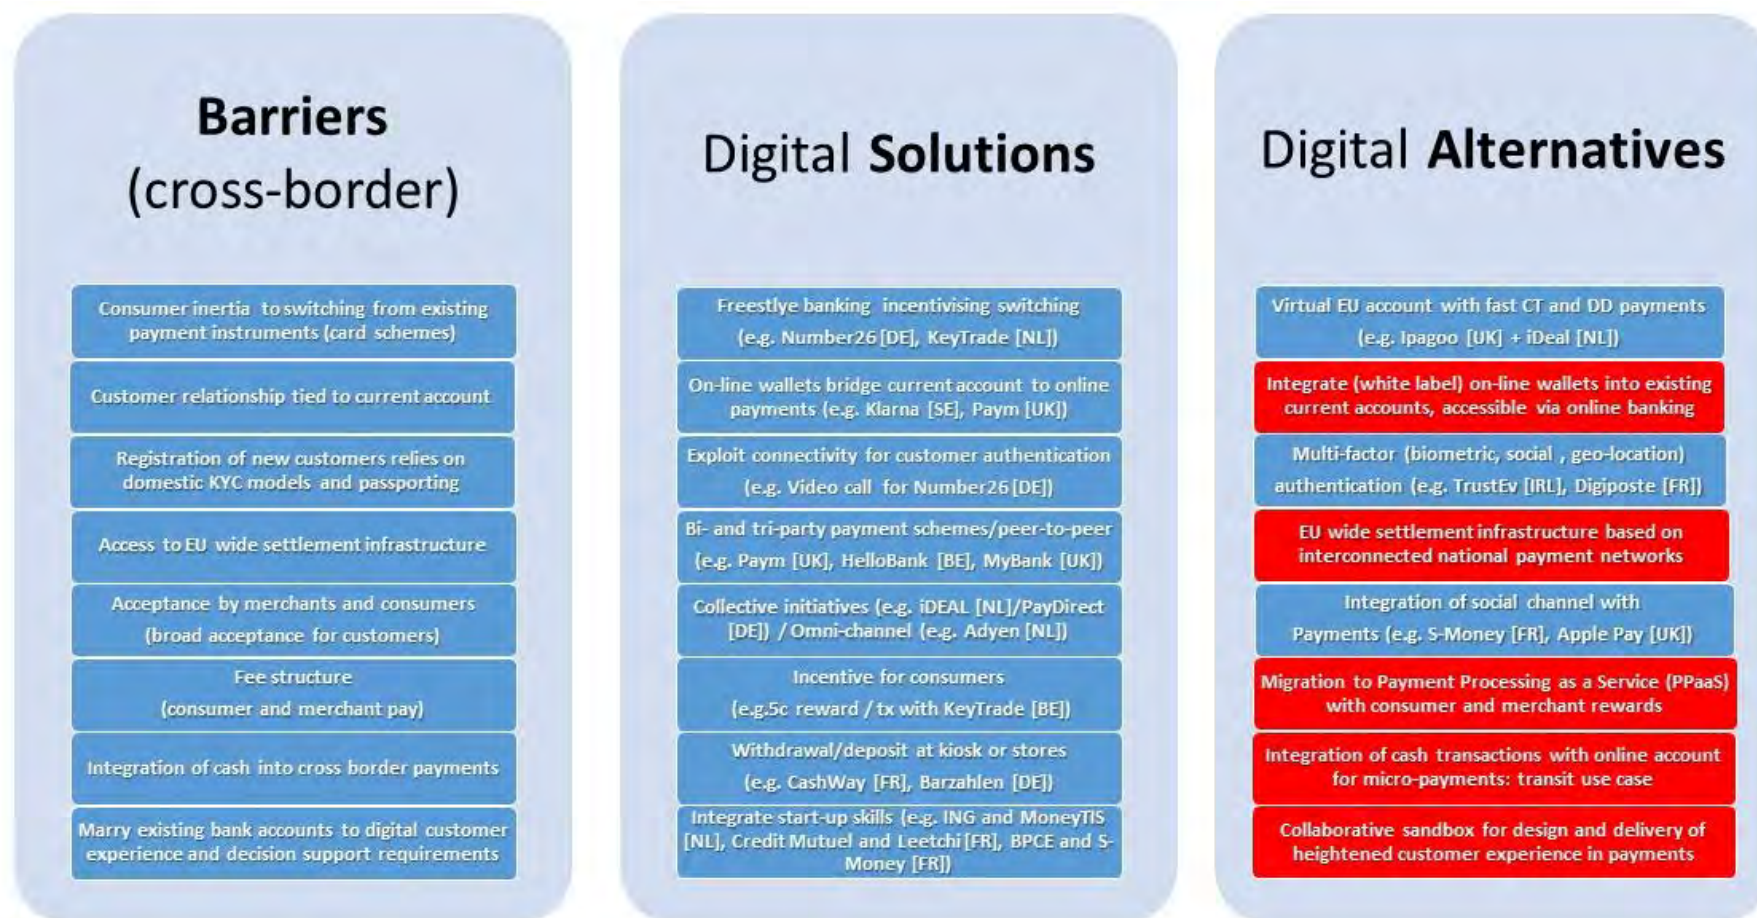 Barriers
(cross-border)
Consumer inertia to switching from existing
payment instruments (card schemes)
Customer relationship tied to current account
Registration of new customers relies on
domestic KYC models and passporting
Access to EU wide settlement infrastructure
Acceptance by merchants and consumers
(broad acceptance for customers)
Fee structure
(consumer and merchant pay)
Integration of cash into cross border payments
Marry existing bank accounts to digital customer
experience and decision support requirements
Digital Solutions
Freestlye banking incentivising switching
(e.g. Number26 [DE], KeyTrade [NL])
On-line wallets bridge current account to online
payments (e.g. Klarna [SE], Paym [UK])
Exploit connectivity for customer authentication
(e.g. Video call for Number26 [DE])
Bi- and tri-party payment schemes/peer-to-peer
(e.g. Paym [UK], HelloBank [BE], MyBank [UK])
Collective initiatives (e.g. iDEAL [NL]/PayDirect
[DE]) / Omni-channel (e.g. Adyen [NL])
Incentive for consumers
(e.g.5c reward / tx with KeyTrade [BE])
Withdrawal/deposit at kiosk or stores
(e.g. CashWay [FR], Barzahlen [DE])
Integrate start-up skills (e.g. ING and MoneyTIS
[NL], Credit Mutuel and Leetchi [FR], BPCE and S-
Money [FR])
Digital Alternatives
Virtual EU account with fast CT and DD payments
(e.g. Ipagoo [UK] + iDeal [NL])
Integrate (white label) on-line wallets into existing
current accounts, accessible via online banking
Multi-factor (biometric, social , geo-location)
authentication (e.g. TrustEv [IRL], Digiposte [FR])
EU wide settlement infrastructure based on
interconnected national payment networks
Integration of social channel with
Payments (e.g. S-Money [FR], Apple Pay [UK])
Migration to Payment Processing as a Service (PPaaS)
with consumer and merchant rewards
Integration of cash transactions with online account
for micro-payments: transit use case
Collaborative sandbox for design and delivery of
heightened customer experience in payments